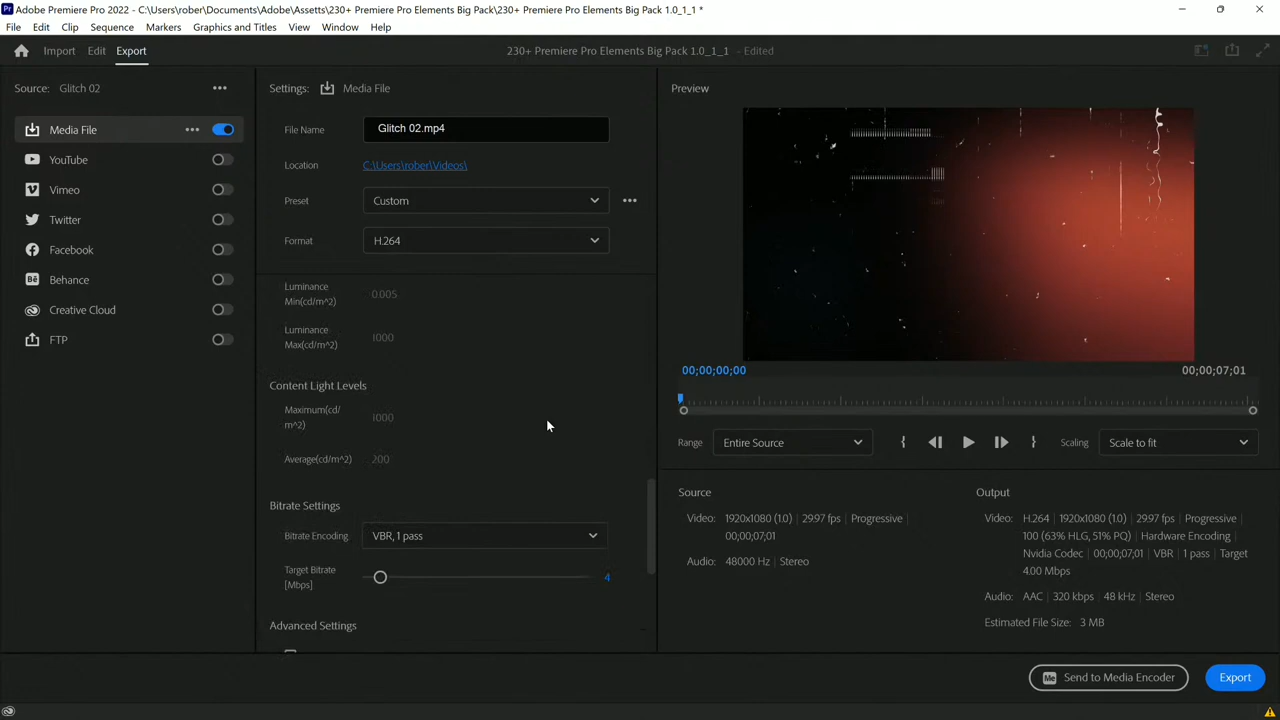 Adobe Premiere Pro 2022 - C:\Users\rober\Documents\Adobe\Assetts\230+ Premiere Pro Elements Big Pack\230+ Premiere Pro Elements Big Pack 1.0_1_1 *
File Edit Clip Sequence Markers Graphics and Titles View Window Help
Import Edit Export
230+ Premiere Pro Elements Big Pack 1.0_1_1 - Edited
Source: Glitch 02
Media File
YouTube
Vimeo
Twitter
Facebook
Behance
Creative Cloud
FTP
Settings: Media File
File Name Glitch 02.mp4
Location C:\Users\rober\Videos\
Preset Custom
Format H.264
Luminance
Min(cd/m^2) 0.005
Luminance
Max(cd/m^2) 1000
Content Light Levels
Maximum(cd/
m^2) 1000
Average(cd/m^2) 200
Bitrate Settings
Bitrate Encoding VBR, 1 pass
Target Bitrate
[Mbps] 4
Advanced Settings
Preview
00;00;00;00 00;00;07;01
Range Entire Source Scaling Scale to fit
Source
Video: 1920x1080 (1.0) | 29.97 fps | Progressive |
00;00;07;01
Audio: 48000 Hz | Stereo
Output
Video: H.264 | 1920x1080 (1.0) | 29.97 fps | Progressive |
100 (63% HLG, 51% PQ) | Hardware Encoding |
Nvidia Codec | 00;00;07;01 | VBR | 1 pass | Target
4.00 Mbps
Audio: AAC | 320 kbps | 48 kHz | Stereo
Estimated File Size: 3 MB
Me Send to Media Encoder
Export